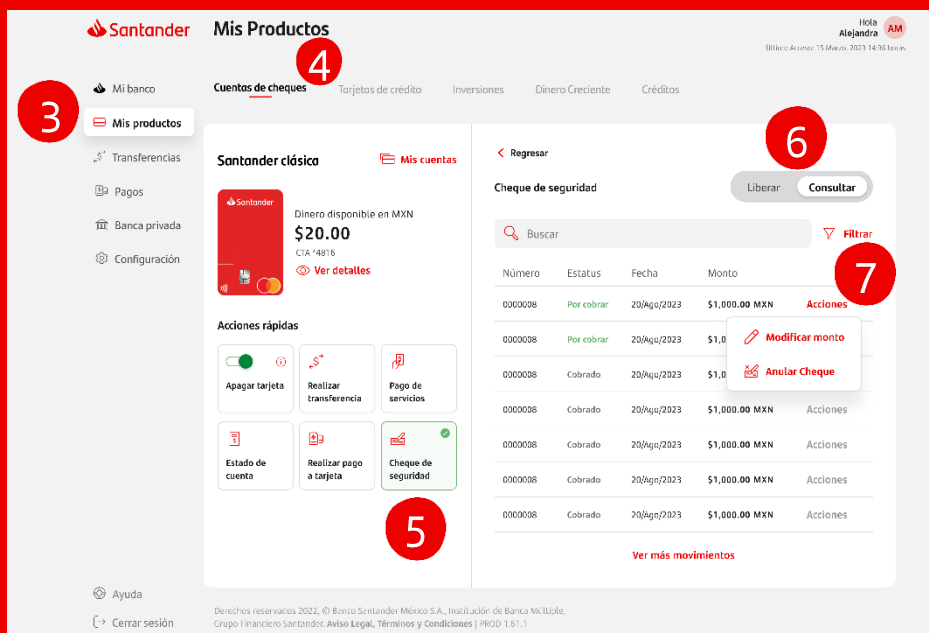 Santander
Mis Productos
Hola
Alejandra
AM
Último Acceso: 15 Marzo, 2023 14:36 horas
4
3
Mi banco
Mis productos
Transferencias
Pagos
Banca privada
Configuración
Cuentas de cheques
Tarjetas de crédito
Inversiones
Dinero Creciente
Créditos
Santander clásica
Mis cuentas
Santander
Dinero disponible en MXN
$20.00
CTA *4816
Ver detalles
Acciones rápidas
Apagar tarjeta
Realizar
transferencia
Pago de
servicios
Estado de
cuenta
Realizar pago
a tarjeta
Cheque de
seguridad
5
Regresar
6
Cheque de seguridad
Liberar
Consultar
Buscar
Filtrar
7
Número Estatus Fecha Monto
0000008 Por cobrar 20/Ago/2023 $1,000.00 MXN Acciones
0000008 Por cobrar 20/Ago/2023 $1,0
Modificar monto
0000008 Cobrado 20/Ago/2023 $1,0
Anular Cheque
0000008 Cobrado 20/Ago/2023 $1,000.00 MXN Acciones
0000008 Cobrado 20/Ago/2023 $1,000.00 MXN Acciones
0000008 Cobrado 20/Ago/2023 $1,000.00 MXN Acciones
0000008 Cobrado 20/Ago/2023 $1,000.00 MXN Acciones
Ver más movimientos
Ayuda
Cerrar sesión
Derechos reservados 2022, © Banco Santander México S.A., Institución de Banca Múltiple,
Grupo Financiero Santander. Aviso Legal, Términos y Condiciones | PROD 1.61.1